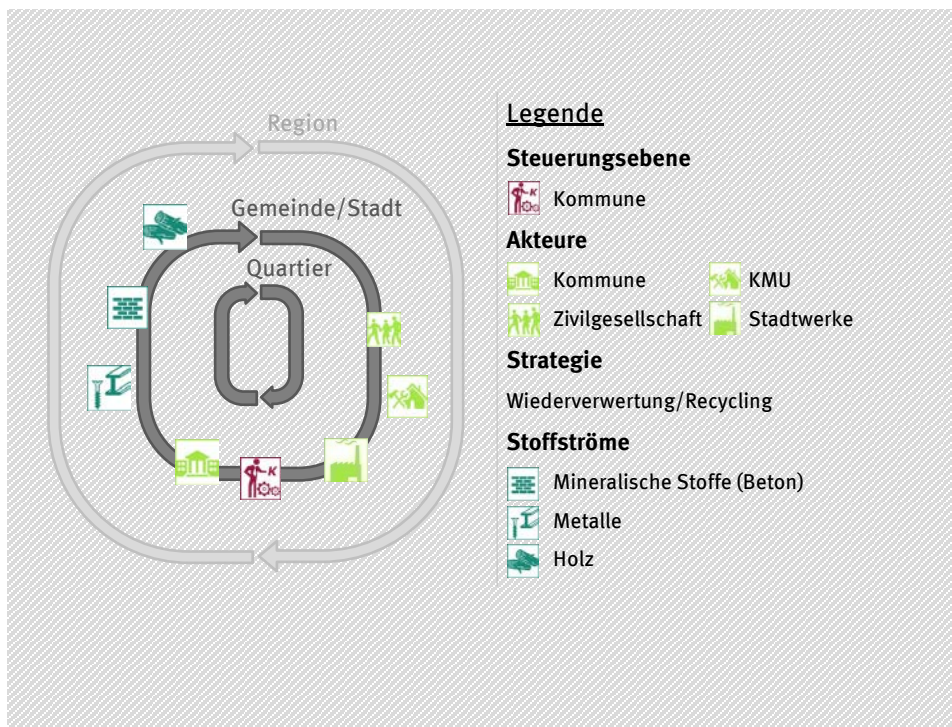 Region
Gemeinde/Stadt
Quartier
Legende
Steuerungsebene
K Kommune
Akteure
Kommune KMU
Zivilgesellschaft Stadtwerke
Strategie
Wiederverwertung/Recycling
Stoffströme
Mineralische Stoffe (Beton)
Metalle
Holz
K